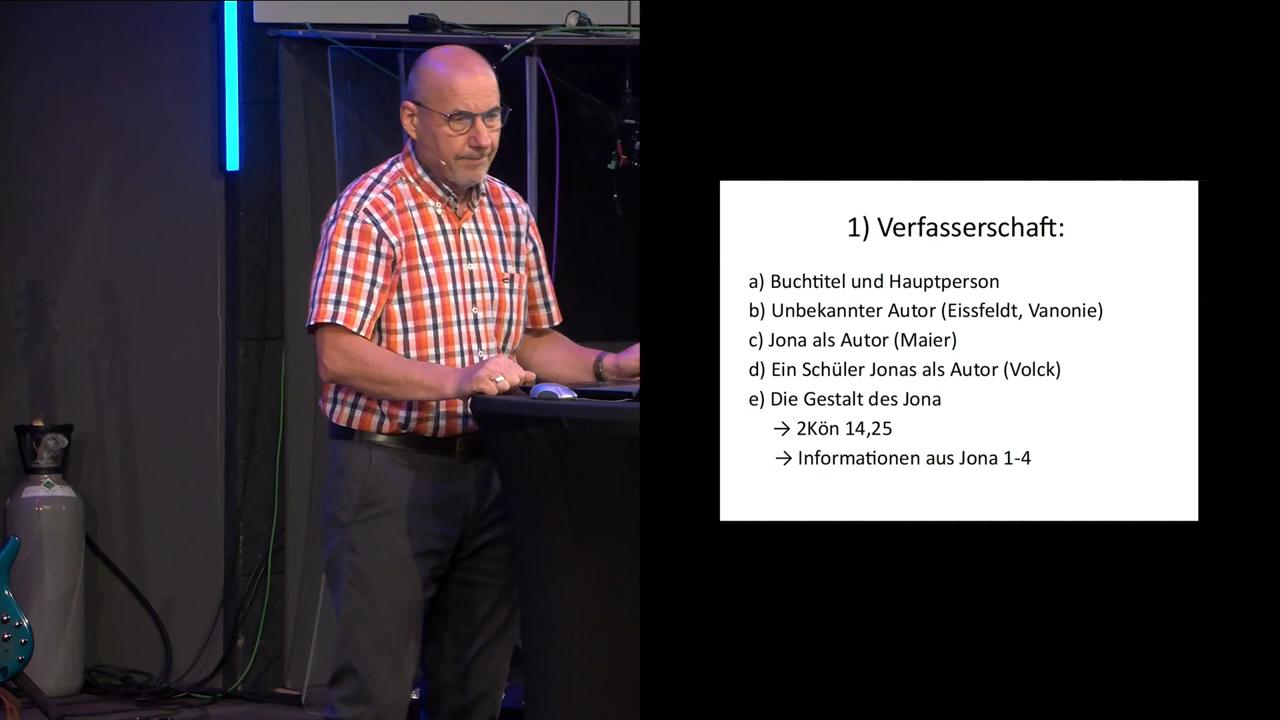 1) Verfasserschaft:
a) Buchtitel und Hauptperson
b) Unbekannter Autor (Eissfeldt, Vanonie)
c) Jona als Autor (Maier)
d) Ein Schüler Jonas als Autor (Volck)
e) Die Gestalt des Jona
→ 2Kön 14,25
→ Informationen aus Jona 1-4